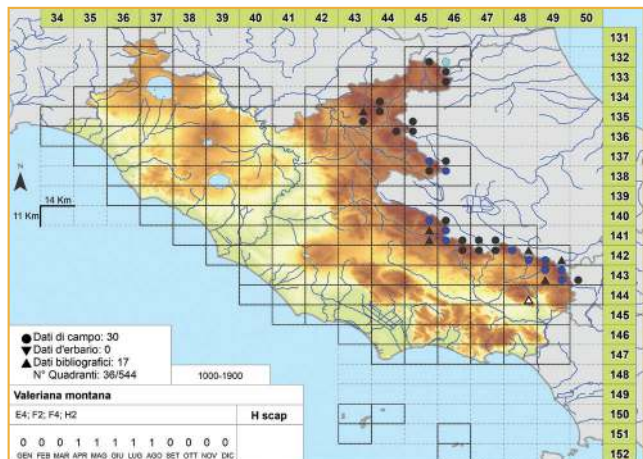 34 35 36 37 38 39 40 41 42 43 44 45 46 47 48 49 50
131
132
133
134
135
136
137
138
139
140
141
142
143
144
145
146
147
148
149
150
151
152
N
14 Km
11 Km
Dati di campo: 30
Dati d'erbario: 0
Dati bibliografici: 17
N° Quadranti: 36/544
1000-1900
Valeriana montana
E4; F2; F4; H2
H scap
0 0 0 1 1 1 1 1 0 0 0 0
GEN FEB MAR APR MAG GIU LUG AGO SET OTT NOV DIC